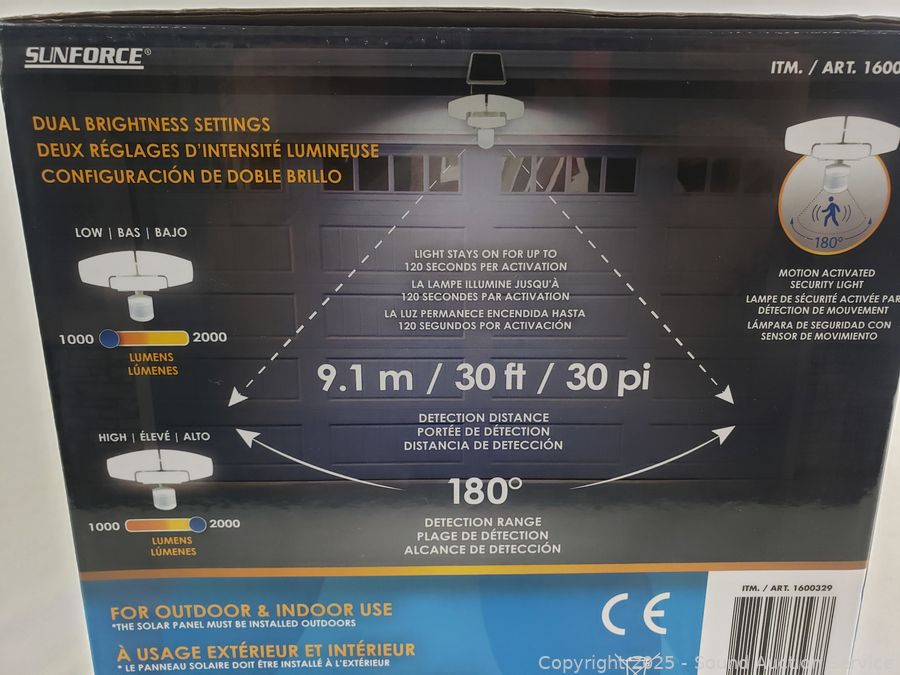 SUNFORCE®
ITM. / ART. 1600
DUAL BRIGHTNESS SETTINGS
DEUX RÉGLAGES D'INTENSITÉ LUMINEUSE
CONFIGURACIÓN DE DOBLE BRILLO
LOW | BAS | BAJO
1000 2000
LUMENS
LÚMENES
HIGH | ÉLEVÉ | ALTO
1000 2000
LUMENS
LÚMENES
LIGHT STAYS ON FOR UP TO
120 SECONDS PER ACTIVATION
LA LAMPE ILLUMINE JUSQU'À
120 SECONDES PAR ACTIVATION
LA LUZ PERMANECE ENCENDIDA HASTA
120 SEGUNDOS POR ACTIVACIÓN
9.1 m / 30 ft / 30 pi
DETECTION DISTANCE
PORTÉE DE DÉTECTION
DISTANCIA DE DETECCIÓN
180°
DETECTION RANGE
PLAGE DE DÉTECTION
ALCANCE DE DETECCIÓN
180°
MOTION ACTIVATED
SECURITY LIGHT
LAMPE DE SÉCURITÉ ACTIVÉE PAR
DÉTECTION DE MOUVEMENT
LÁMPARA DE SEGURIDAD CON
SENSOR DE MOVIMIENTO
FOR OUTDOOR & INDOOR USE
*THE SOLAR PANEL MUST BE INSTALLED OUTDOORS
À USAGE EXTÉRIEUR ET INTÉRIEUR
* LE PANNEAU SOLAIRE DOIT ÊTRE INSTALLÉ À L'EXTÉRIEUR
CE
ITM. / ART. 1600329
Copyright 2025 - Sound Auction Service